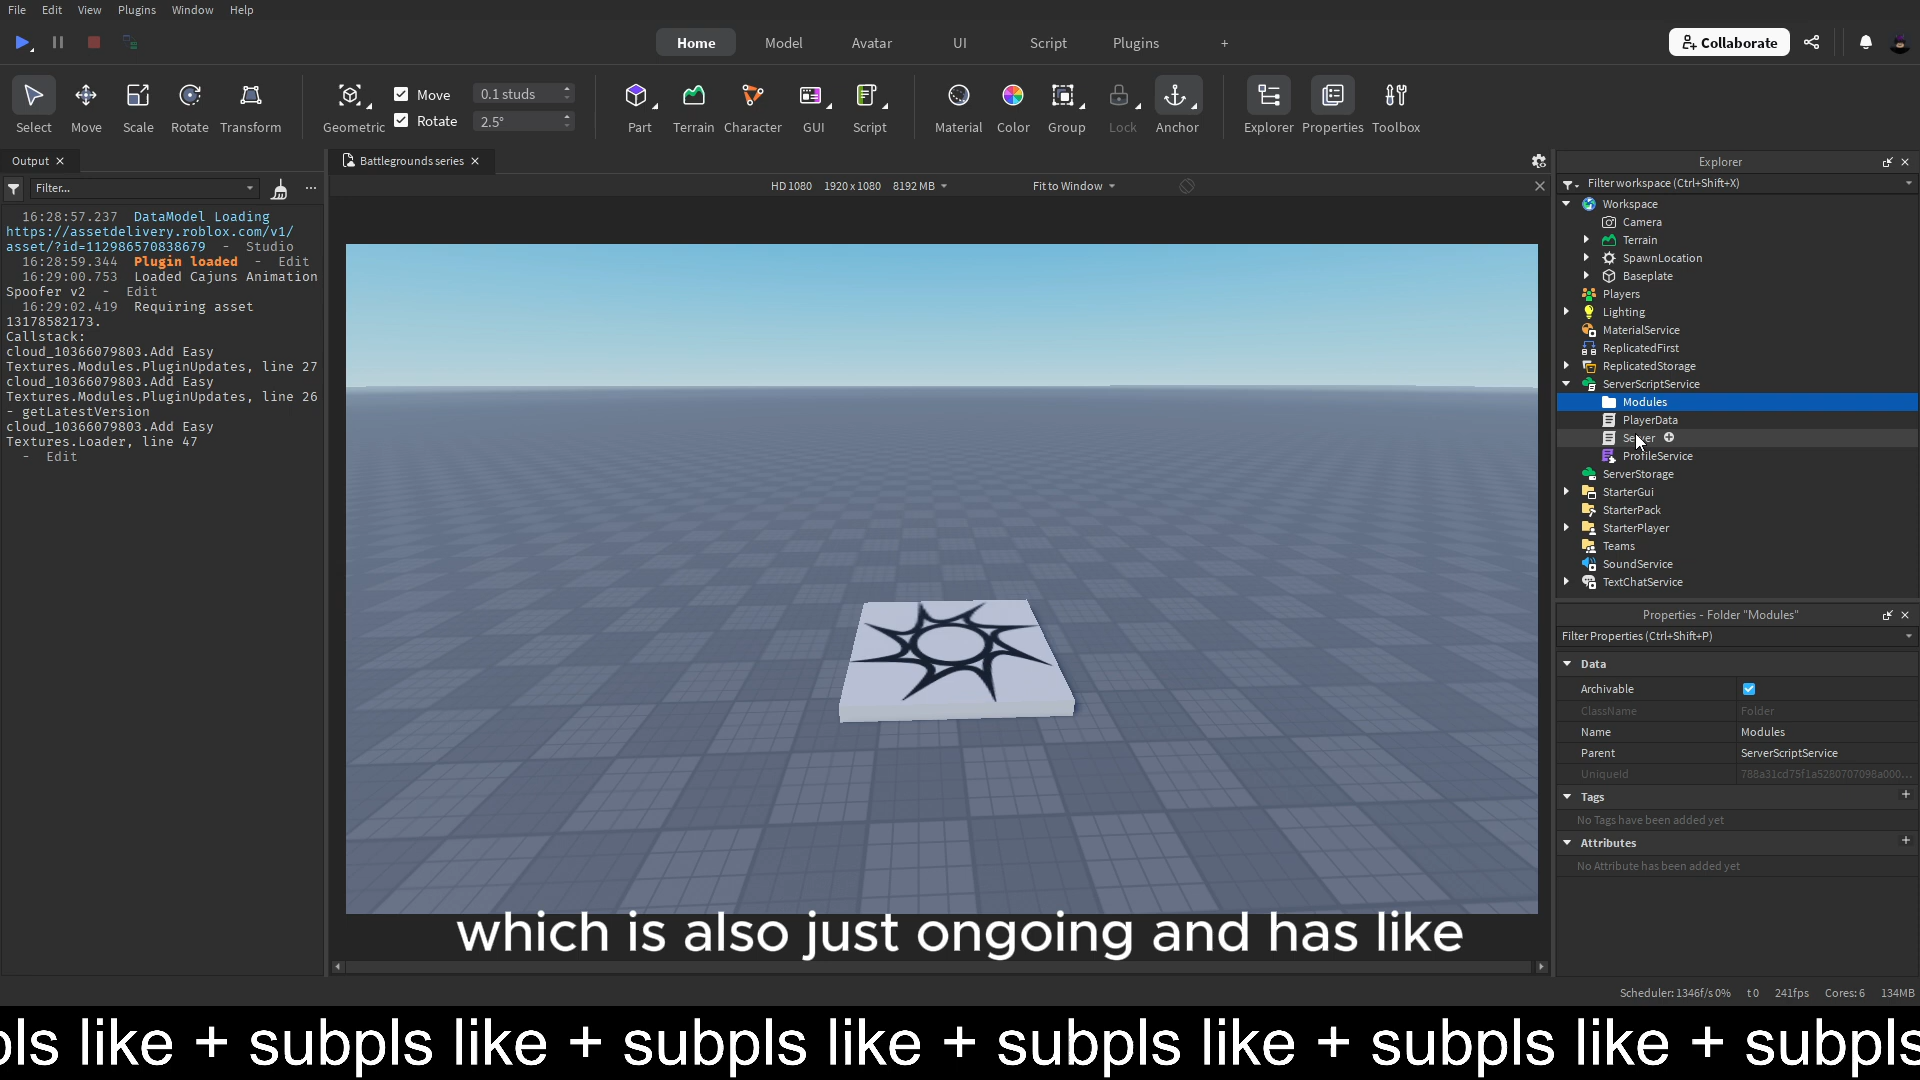 File Edit View Plugins Window Help
Home Model Avatar UI Script Plugins +
Collaborate
Select Move Scale Rotate Transform
Geometric
Move 0.1 studs
Rotate 2.5°
Part Terrain Character GUI Script
Material Color Group Lock Anchor
Explorer Properties Toolbox
Output
Filter...
16:28:57.237 DataModel Loading
https://assetdelivery.roblox.com/v1/
asset/?id=112986570838679 - Studio
16:28:59.344 Plugin loaded - Edit
16:29:00.753 Loaded Cajuns Animation
Spoofer v2 - Edit
16:29:02.419 Requiring asset
13178582173.
Callstack:
cloud_10366079803.Add Easy
Textures.Modules.PluginUpdates, line 27
cloud_10366079803.Add Easy
Textures.Modules.PluginUpdates, line 26
- getLatestVersion
cloud_10366079803.Add Easy
Textures.Loader, line 47
- Edit
Battlegrounds series
HD 1080 1920 x 1080 8192 MB
Fit to Window
Explorer
Filter workspace (Ctrl+Shift+X)
Workspace
Camera
Terrain
SpawnLocation
Baseplate
Players
Lighting
MaterialService
ReplicatedFirst
ReplicatedStorage
ServerScriptService
Modules
PlayerData
Server
ProfileService
ServerStorage
StarterGui
StarterPack
StarterPlayer
Teams
SoundService
TextChatService
Properties - Folder "Modules"
Filter Properties (Ctrl+Shift+P)
Data
Archivable
ClassName Folder
Name Modules
Parent ServerScriptService
UniqueId 788a31cd75f1a5280707098a000...
Tags
No Tags have been added yet
Attributes
No Attribute has been added yet
which is also just ongoing and has like
Scheduler: 1346f/s 0% t 0 241fps Cores: 6 134MB
pls like + subpls like + subpls like + subpls like + subpls like + subpls